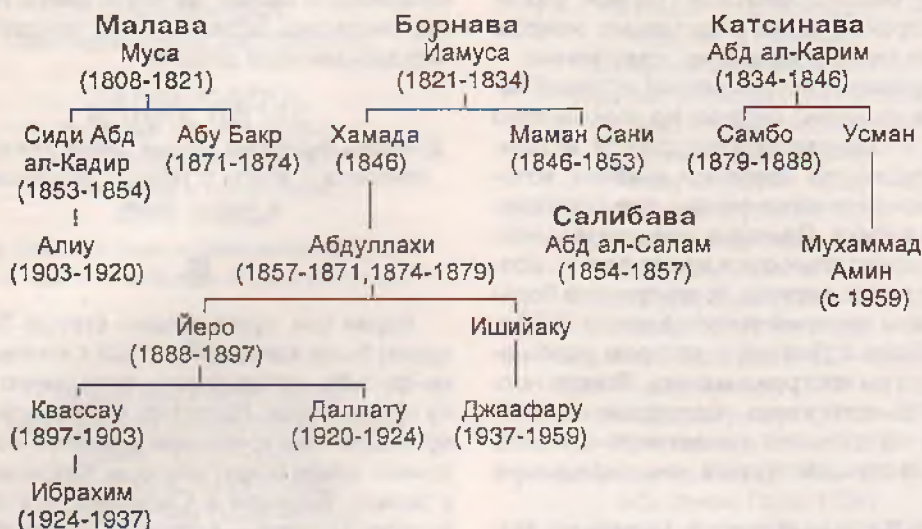 Малава Борнава Катсинава
Муса Йамуса Абд ал-Карим
(1808-1821) (1821-1834) (1834-1846)
Сиди Абд Абу Бакр Хамада Маман Сани Самбо Усман
ал-Кадир (1871-1874) (1846) (1846-1853) (1879-1888)
(1853-1854)
Салибава
Алиу Абдуллахи Абд ал-Салам Мухаммад
(1903-1920) (1857-1871,1874-1879) (1854-1857) Амин
(с 1959)
Йеро Ишийаку
(1888-1897)
Квассау Даллату Джаафару
(1897-1903) (1920-1924) (1937-1959)
Ибрахим
(1924-1937)